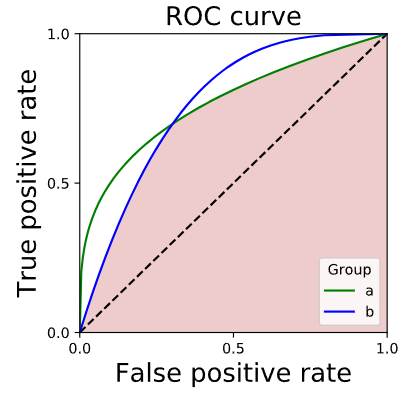 ROC curve
True positive rate
1.0
0.5
0.0
0.0
0.5
1.0
False positive rate
Group
a
b